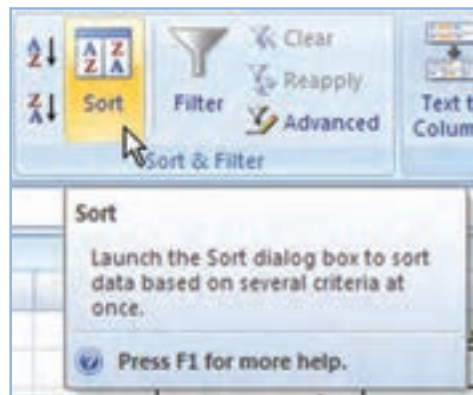 A
Z
A Z
Z A
Z
A
Sort
Filter
Clear
Reapply
Advanced
Text t
Colum
Sort & Filter
Sort
Launch the Sort dialog box to sort
data based on several criteria at
once.
Press F1 for more help.